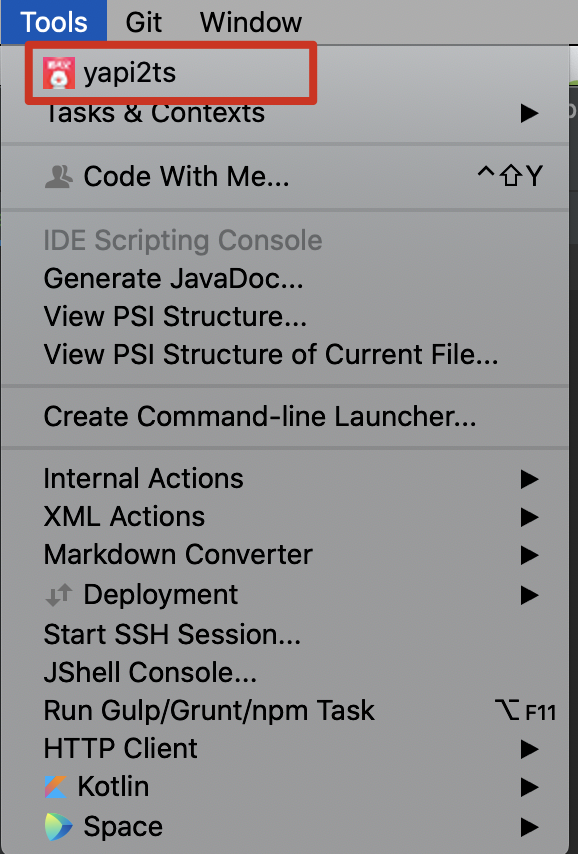 Tools Git Window
yapi2ts
Tasks & Contexts
Code With Me... ^⇧Y
IDE Scripting Console
Generate JavaDoc...
View PSI Structure...
View PSI Structure of Current File...
Create Command-line Launcher...
Internal Actions
XML Actions
Markdown Converter
Deployment
Start SSH Session...
JShell Console...
Run Gulp/Grunt/npm Task ⌥F11
HTTP Client
Kotlin
Space